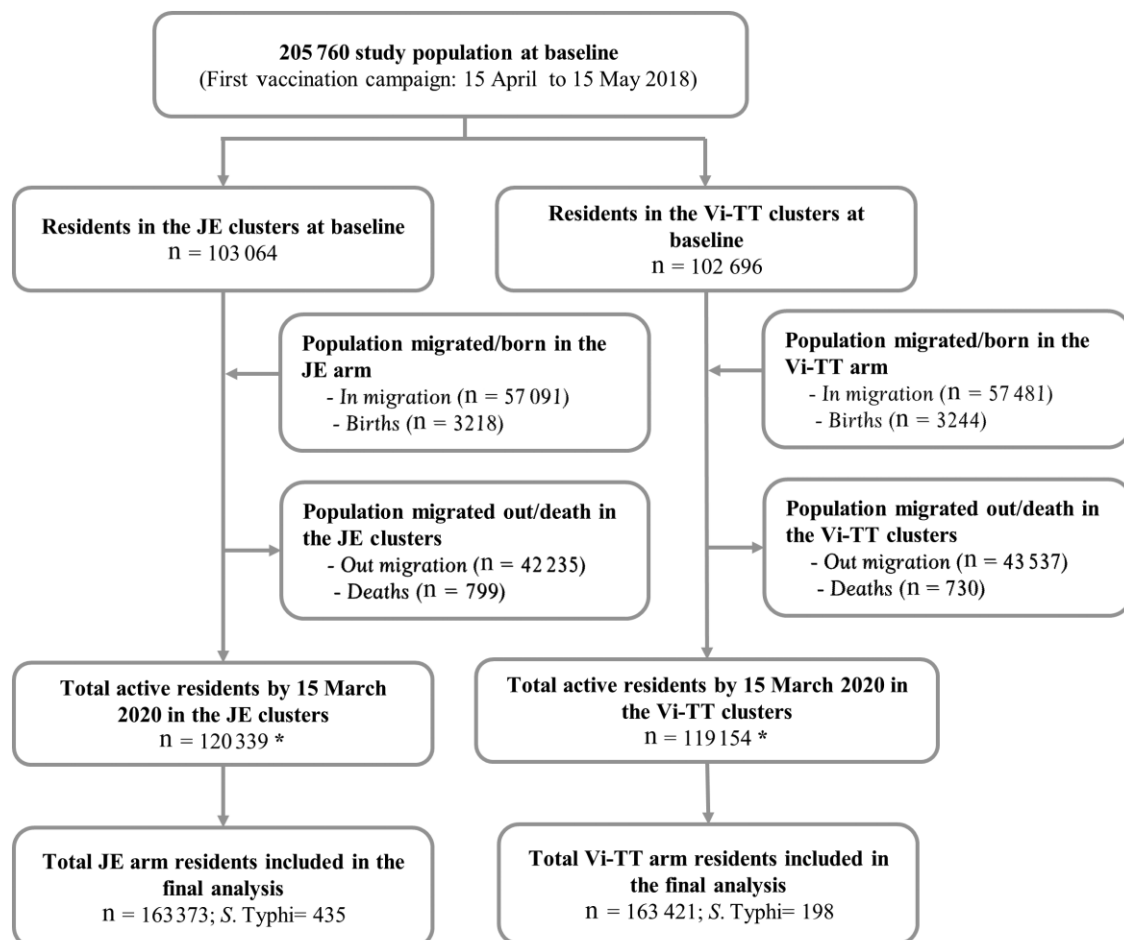 205 760 study population at baseline
(First vaccination campaign: 15 April to 15 May 2018)
Residents in the JE clusters at baseline
n = 103 064
Residents in the Vi-TT clusters at
baseline
n = 102 696
Population migrated/born in the
JE arm
- In migration (n = 57 091)
- Births (n = 3218)
Population migrated/born in the
Vi-TT arm
- In migration (n = 57 481)
- Births (n = 3244)
Population migrated out/death in
the JE clusters
- Out migration (n = 42 235)
- Deaths (n = 799)
Population migrated out/death in
the Vi-TT clusters
- Out migration (n = 43 537)
- Deaths (n = 730)
Total active residents by 15 March
2020 in the JE clusters
n = 120 339 *
Total active residents by 15 March 2020 in
the Vi-TT clusters
n = 119 154 *
Total JE arm residents included in the
final analysis
n = 163 373; S. Typhi= 435
Total Vi-TT arm residents included in
the final analysis
n = 163 421; S. Typhi= 198